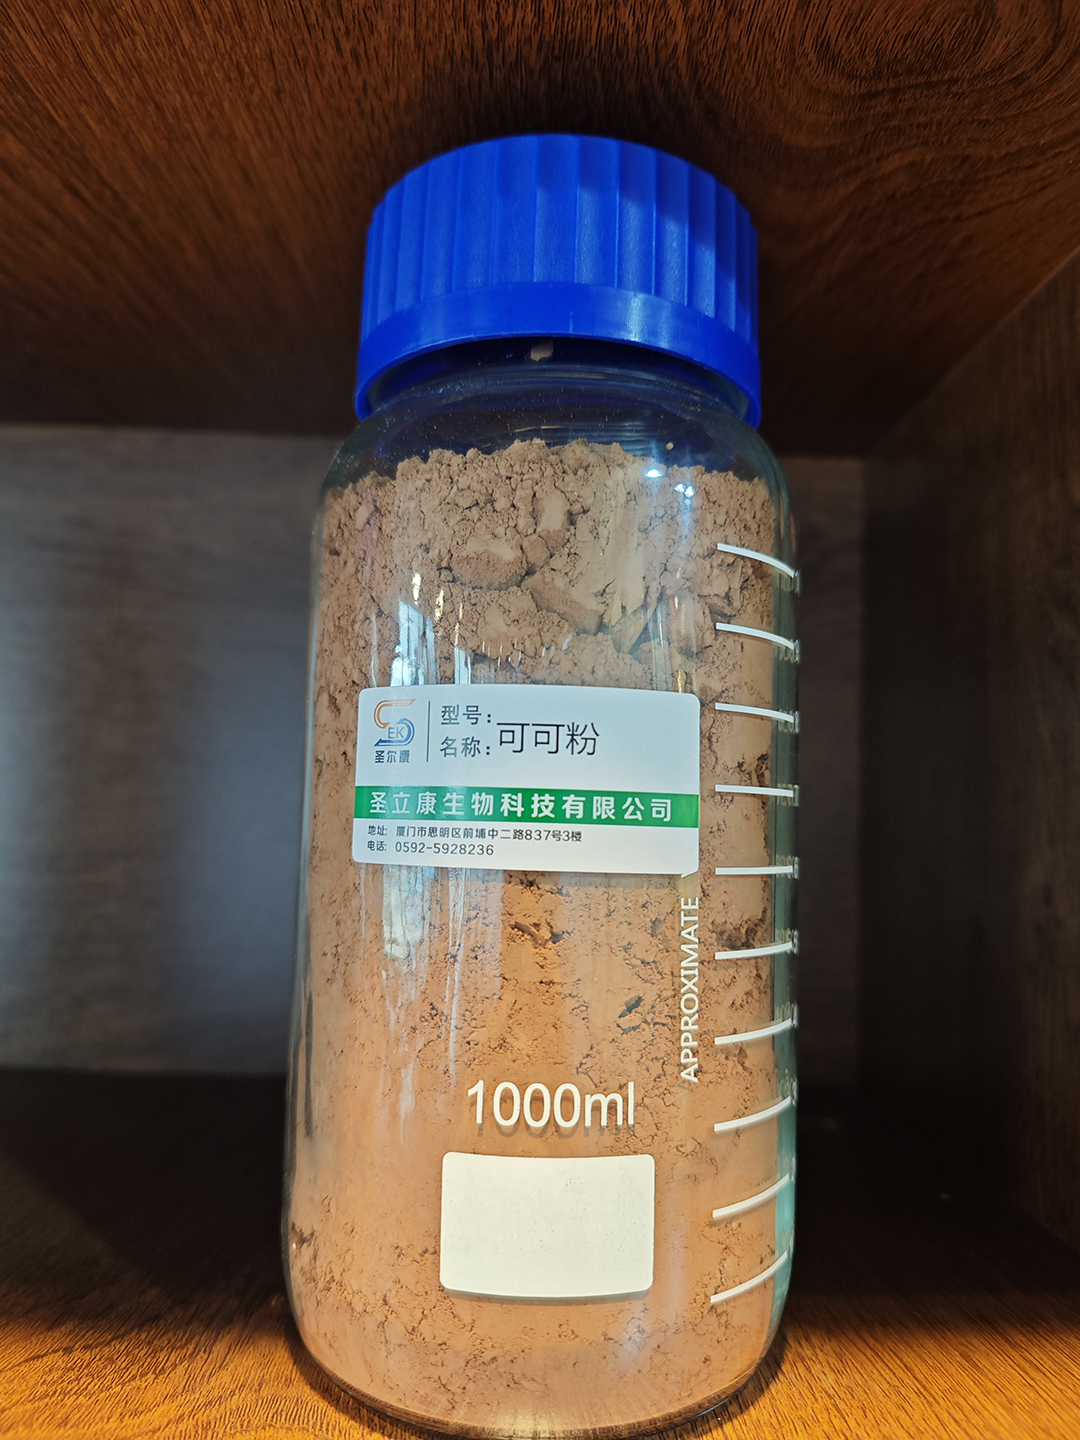 EK
圣尔康
型号:
名称:可可粉
圣立康生物科技有限公司
地址: 厦门市思明区前埔中二路837号3楼
电话: 0592-5928236
APPROXIMATE
1000ml